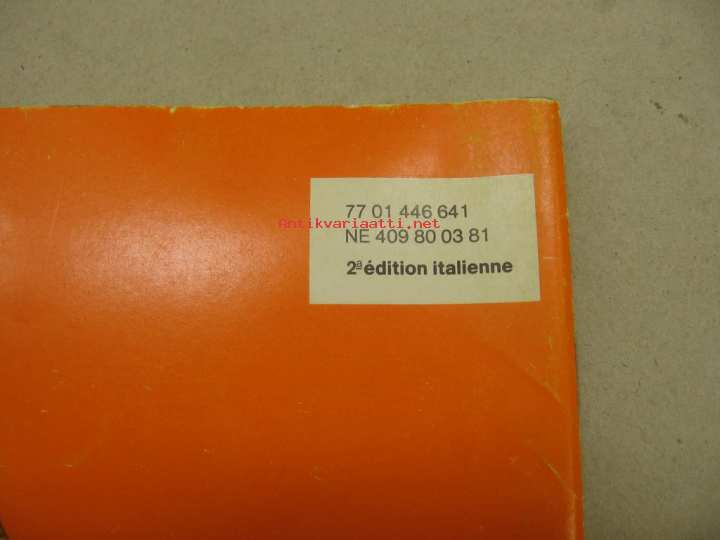 77 01 446 641
Antikvariaatti.net
NE 409 80 03 81
2ª édition italienne